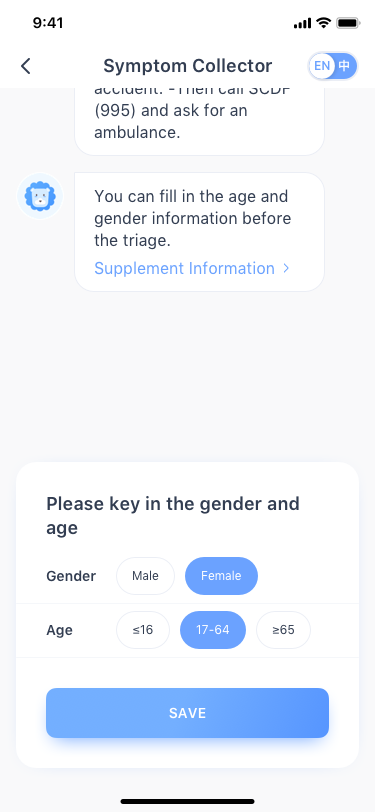 9:41
Symptom Collector
EN 中
accident. -Then call SCDF
(995) and ask for an
ambulance.
You can fill in the age and
gender information before
the triage.
Supplement Information >
Please key in the gender and
age
Gender Male Female
Age ≤16 17-64 ≥65
SAVE